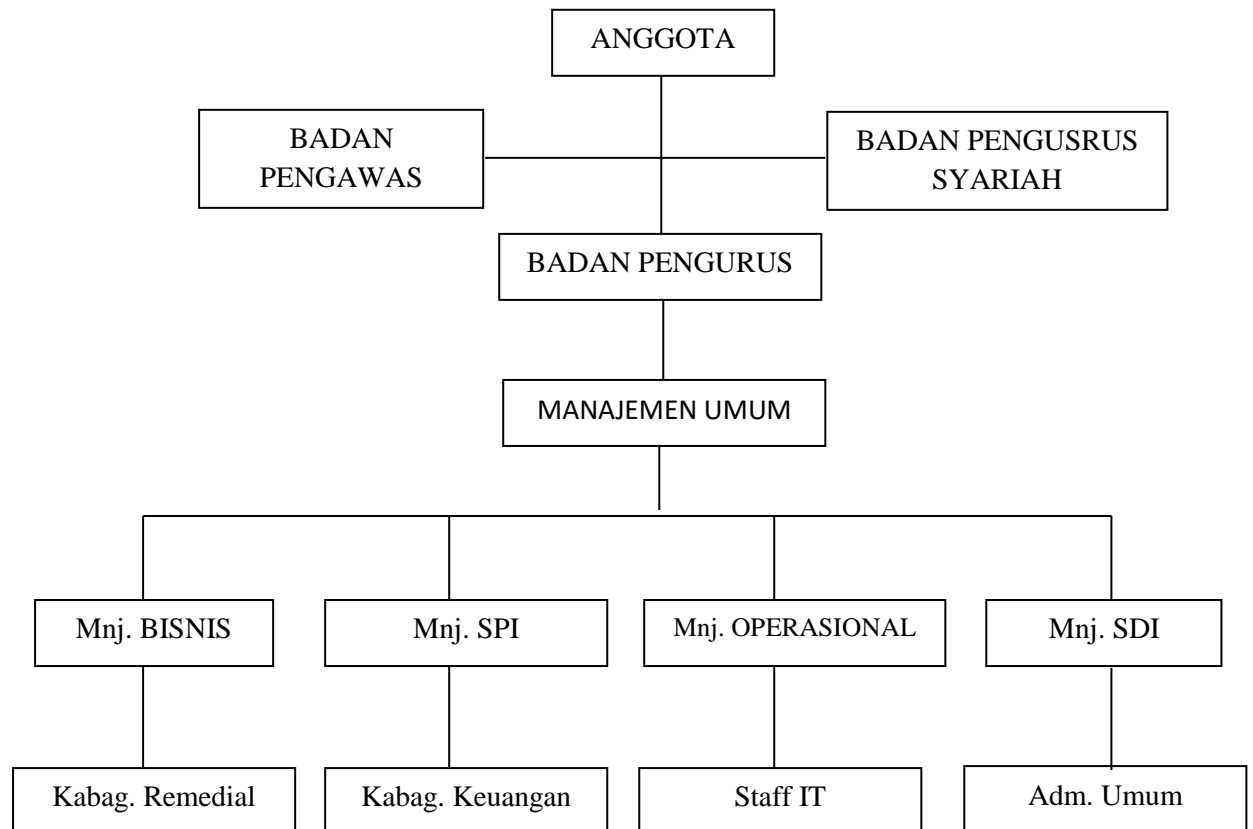 ANGGOTA
BADAN
PENGAWAS
BADAN PENGUSRUS
SYARIAH
BADAN PENGURUS
MANAJEMEN UMUM
Mnj. BISNIS
Mnj. SPI
Mnj. OPERASIONAL
Mnj. SDI
Kabag. Remedial
Kabag. Keuangan
Staff IT
Adm. Umum